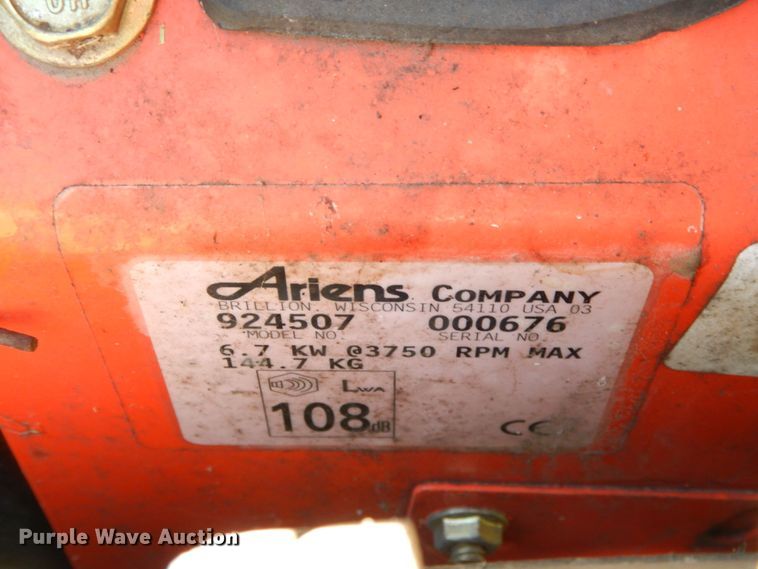 Ariens COMPANY
BRILLION, WISCONSIN 54110 USA 03
924507 000676
MODEL NO. SERIAL NO.
6.7 KW @3750 RPM MAX
144.7 KG
LWA
108dB
CE
Purple Wave Auction